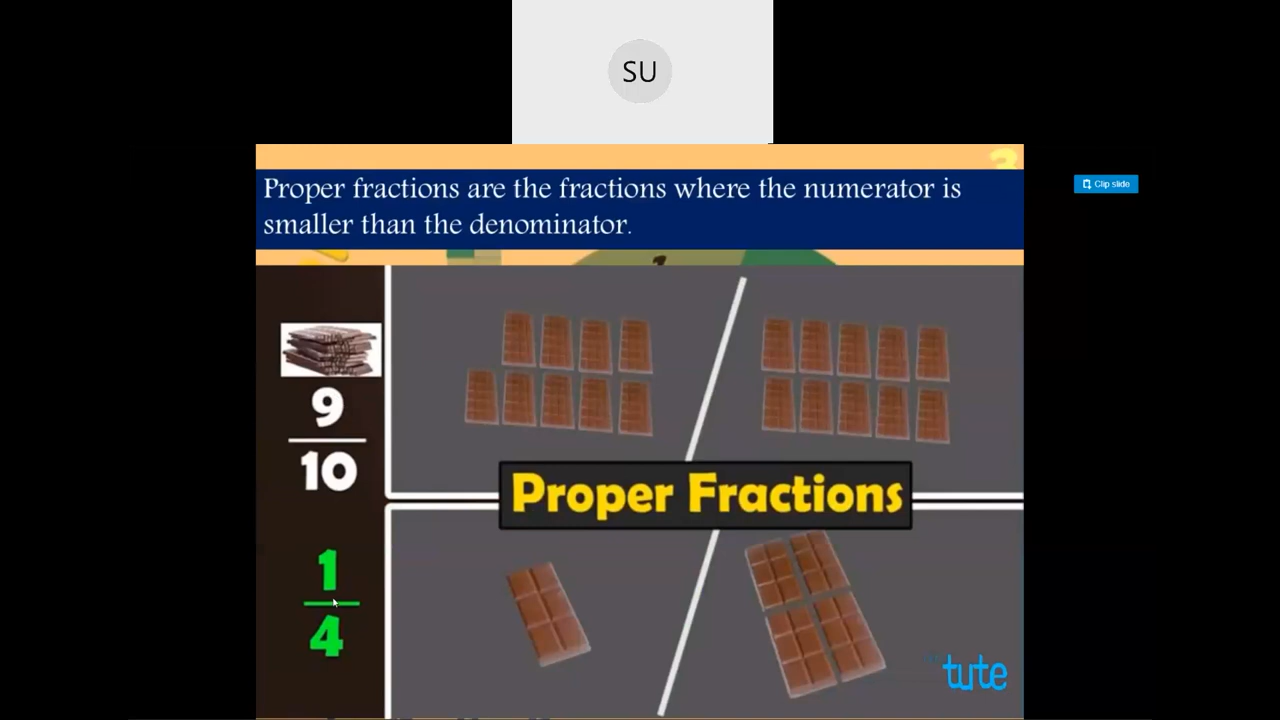 SU
3
Proper fractions are the fractions where the numerator is
smaller than the denominator.
Clip slide
9
10
Proper Fractions
1
4
tute